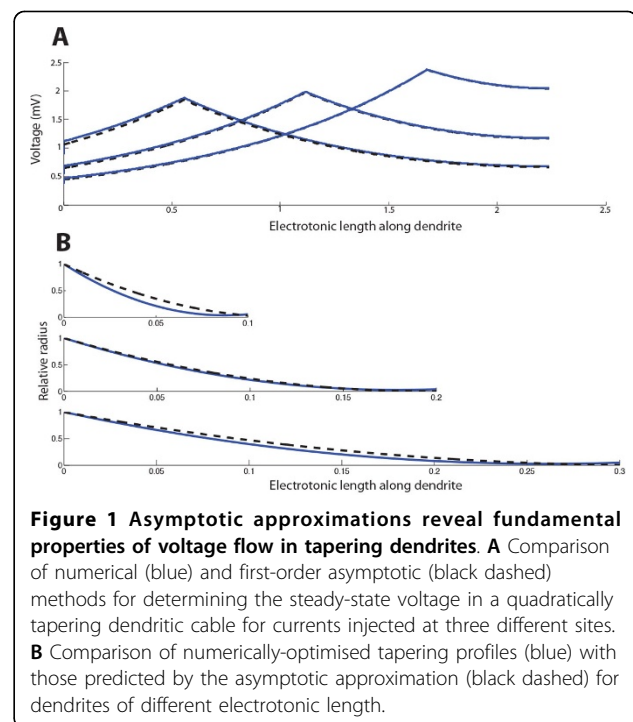 A
2.5
2
1.5
1
0.5
0
Voltage (mV)
0 0.5 1 1.5 2 2.5
Electrotonic length along dendrite
B
1
0.5
0
0 0.05 0.1
Relative radius
1
0.5
0
0 0.05 0.1 0.15 0.2
1
0.5
0
0 0.05 0.1 0.15 0.2 0.25 0.3
Electrotonic length along dendrite
Figure 1 Asymptotic approximations reveal fundamental
properties of voltage flow in tapering dendrites. A Comparison
of numerical (blue) and first-order asymptotic (black dashed)
methods for determining the steady-state voltage in a quadratically
tapering dendritic cable for currents injected at three different sites.
B Comparison of numerically-optimised tapering profiles (blue) with
those predicted by the asymptotic approximation (black dashed) for
dendrites of different electrotonic length.